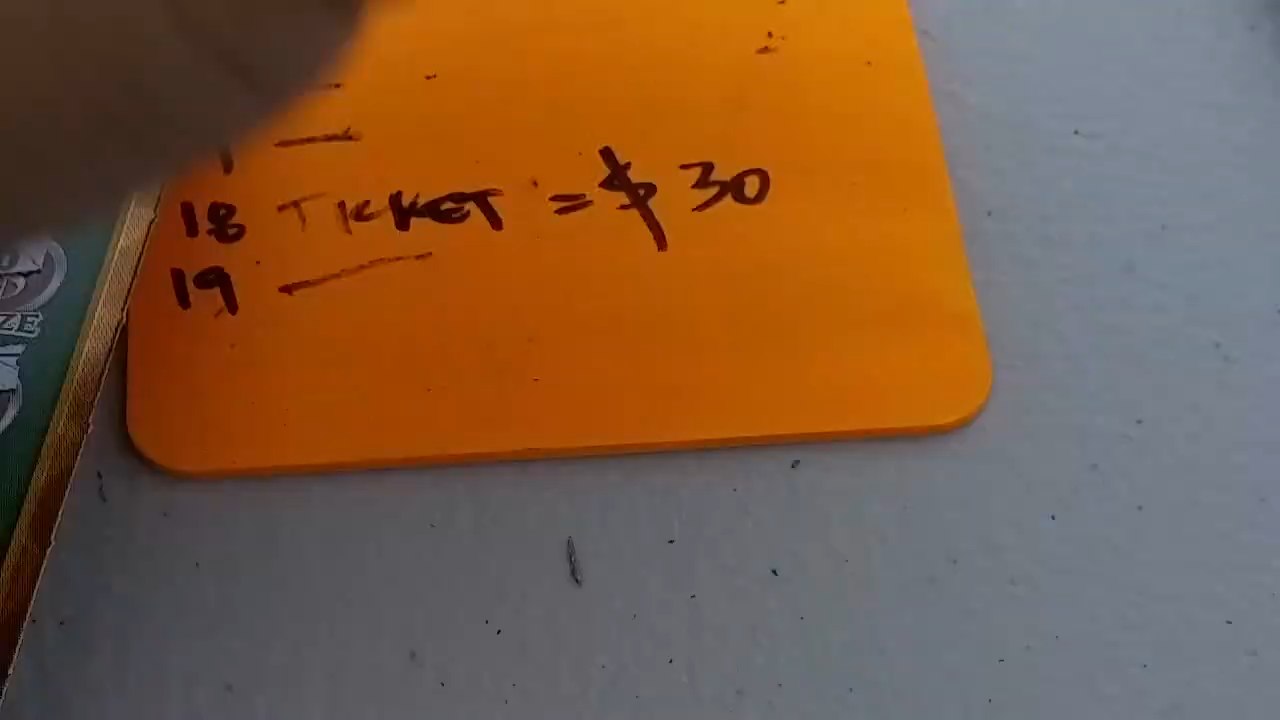 18 TICKET = $30
19 —